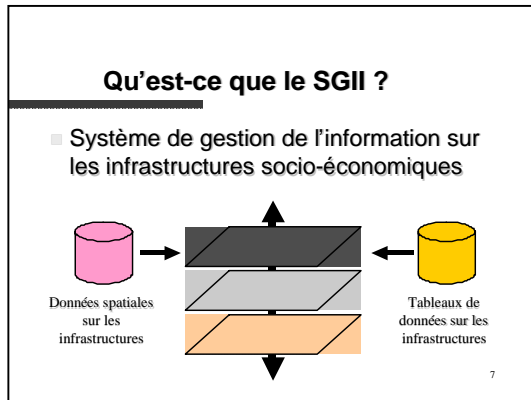 Qu'est-ce que le SGII ?
Système de gestion de l'information sur
les infrastructures socio-économiques
Données spatiales
sur les
infrastructures
Tableaux de
données sur les
infrastructures
7